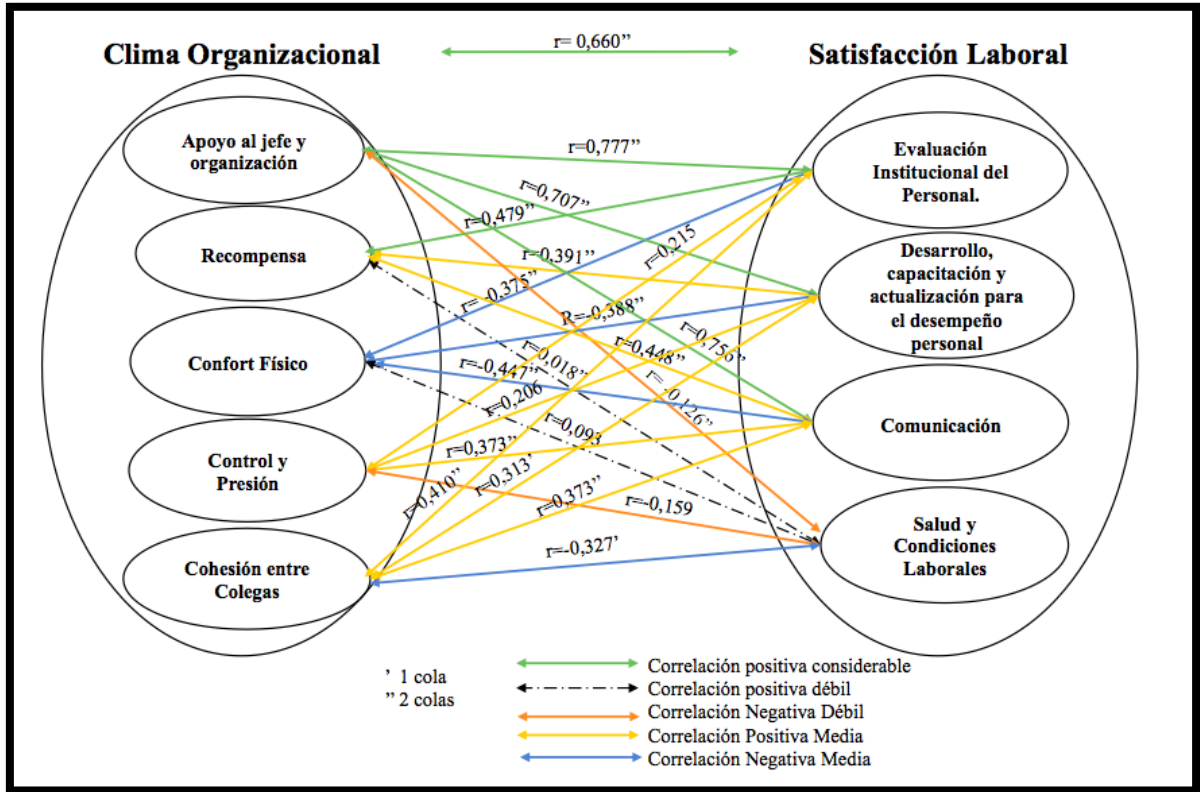 r= 0,660”
Clima Organizacional
Satisfacción Laboral
Apoyo al jefe y
organización
Recompensa
Confort Físico
Control y
Presión
Cohesión entre
Colegas
Evaluación
Institucional del
Personal.
Desarrollo,
capacitación y
actualización para
el desempeño
personal
Comunicación
Salud y
Condiciones
Laborales
r=0,777”
r=0,707”
r=0,479”
r=0,215
r=0,391”
r= -0,375”
R=-0,388”
r=0,756”
r=0,448”
r=0,018”
r=-0,447”
r= -0,126”
r=0,206
r=0,093
r=0,373”
r=0,313’
r=0,410”
r=0,373”
r=-0,159
r=-0,327’
’ 1 cola
” 2 colas
Correlación positiva considerable
Correlación positiva débil
Correlación Negativa Débil
Correlación Positiva Media
Correlación Negativa Media